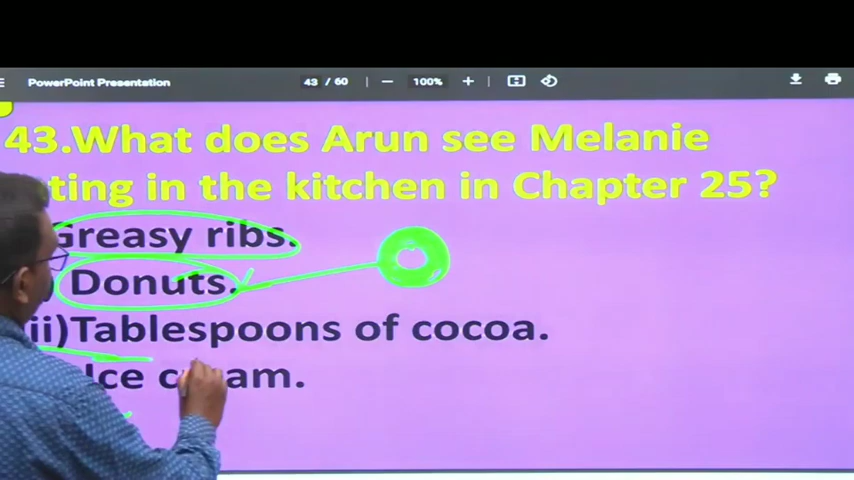 PowerPoint Presentation 43 / 60 100%
43.What does Arun see Melanie
ting in the kitchen in Chapter 25?
Greasy ribs.
) Donuts.
ii)Tablespoons of cocoa.
Ice am.